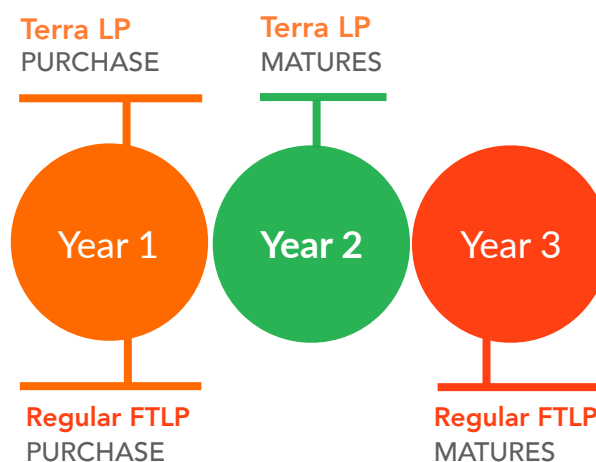 Terra LP
PURCHASE
Terra LP
MATURES
Year 1
Year 2
Year 3
Regular FTLP
PURCHASE
Regular FTLP
MATURES